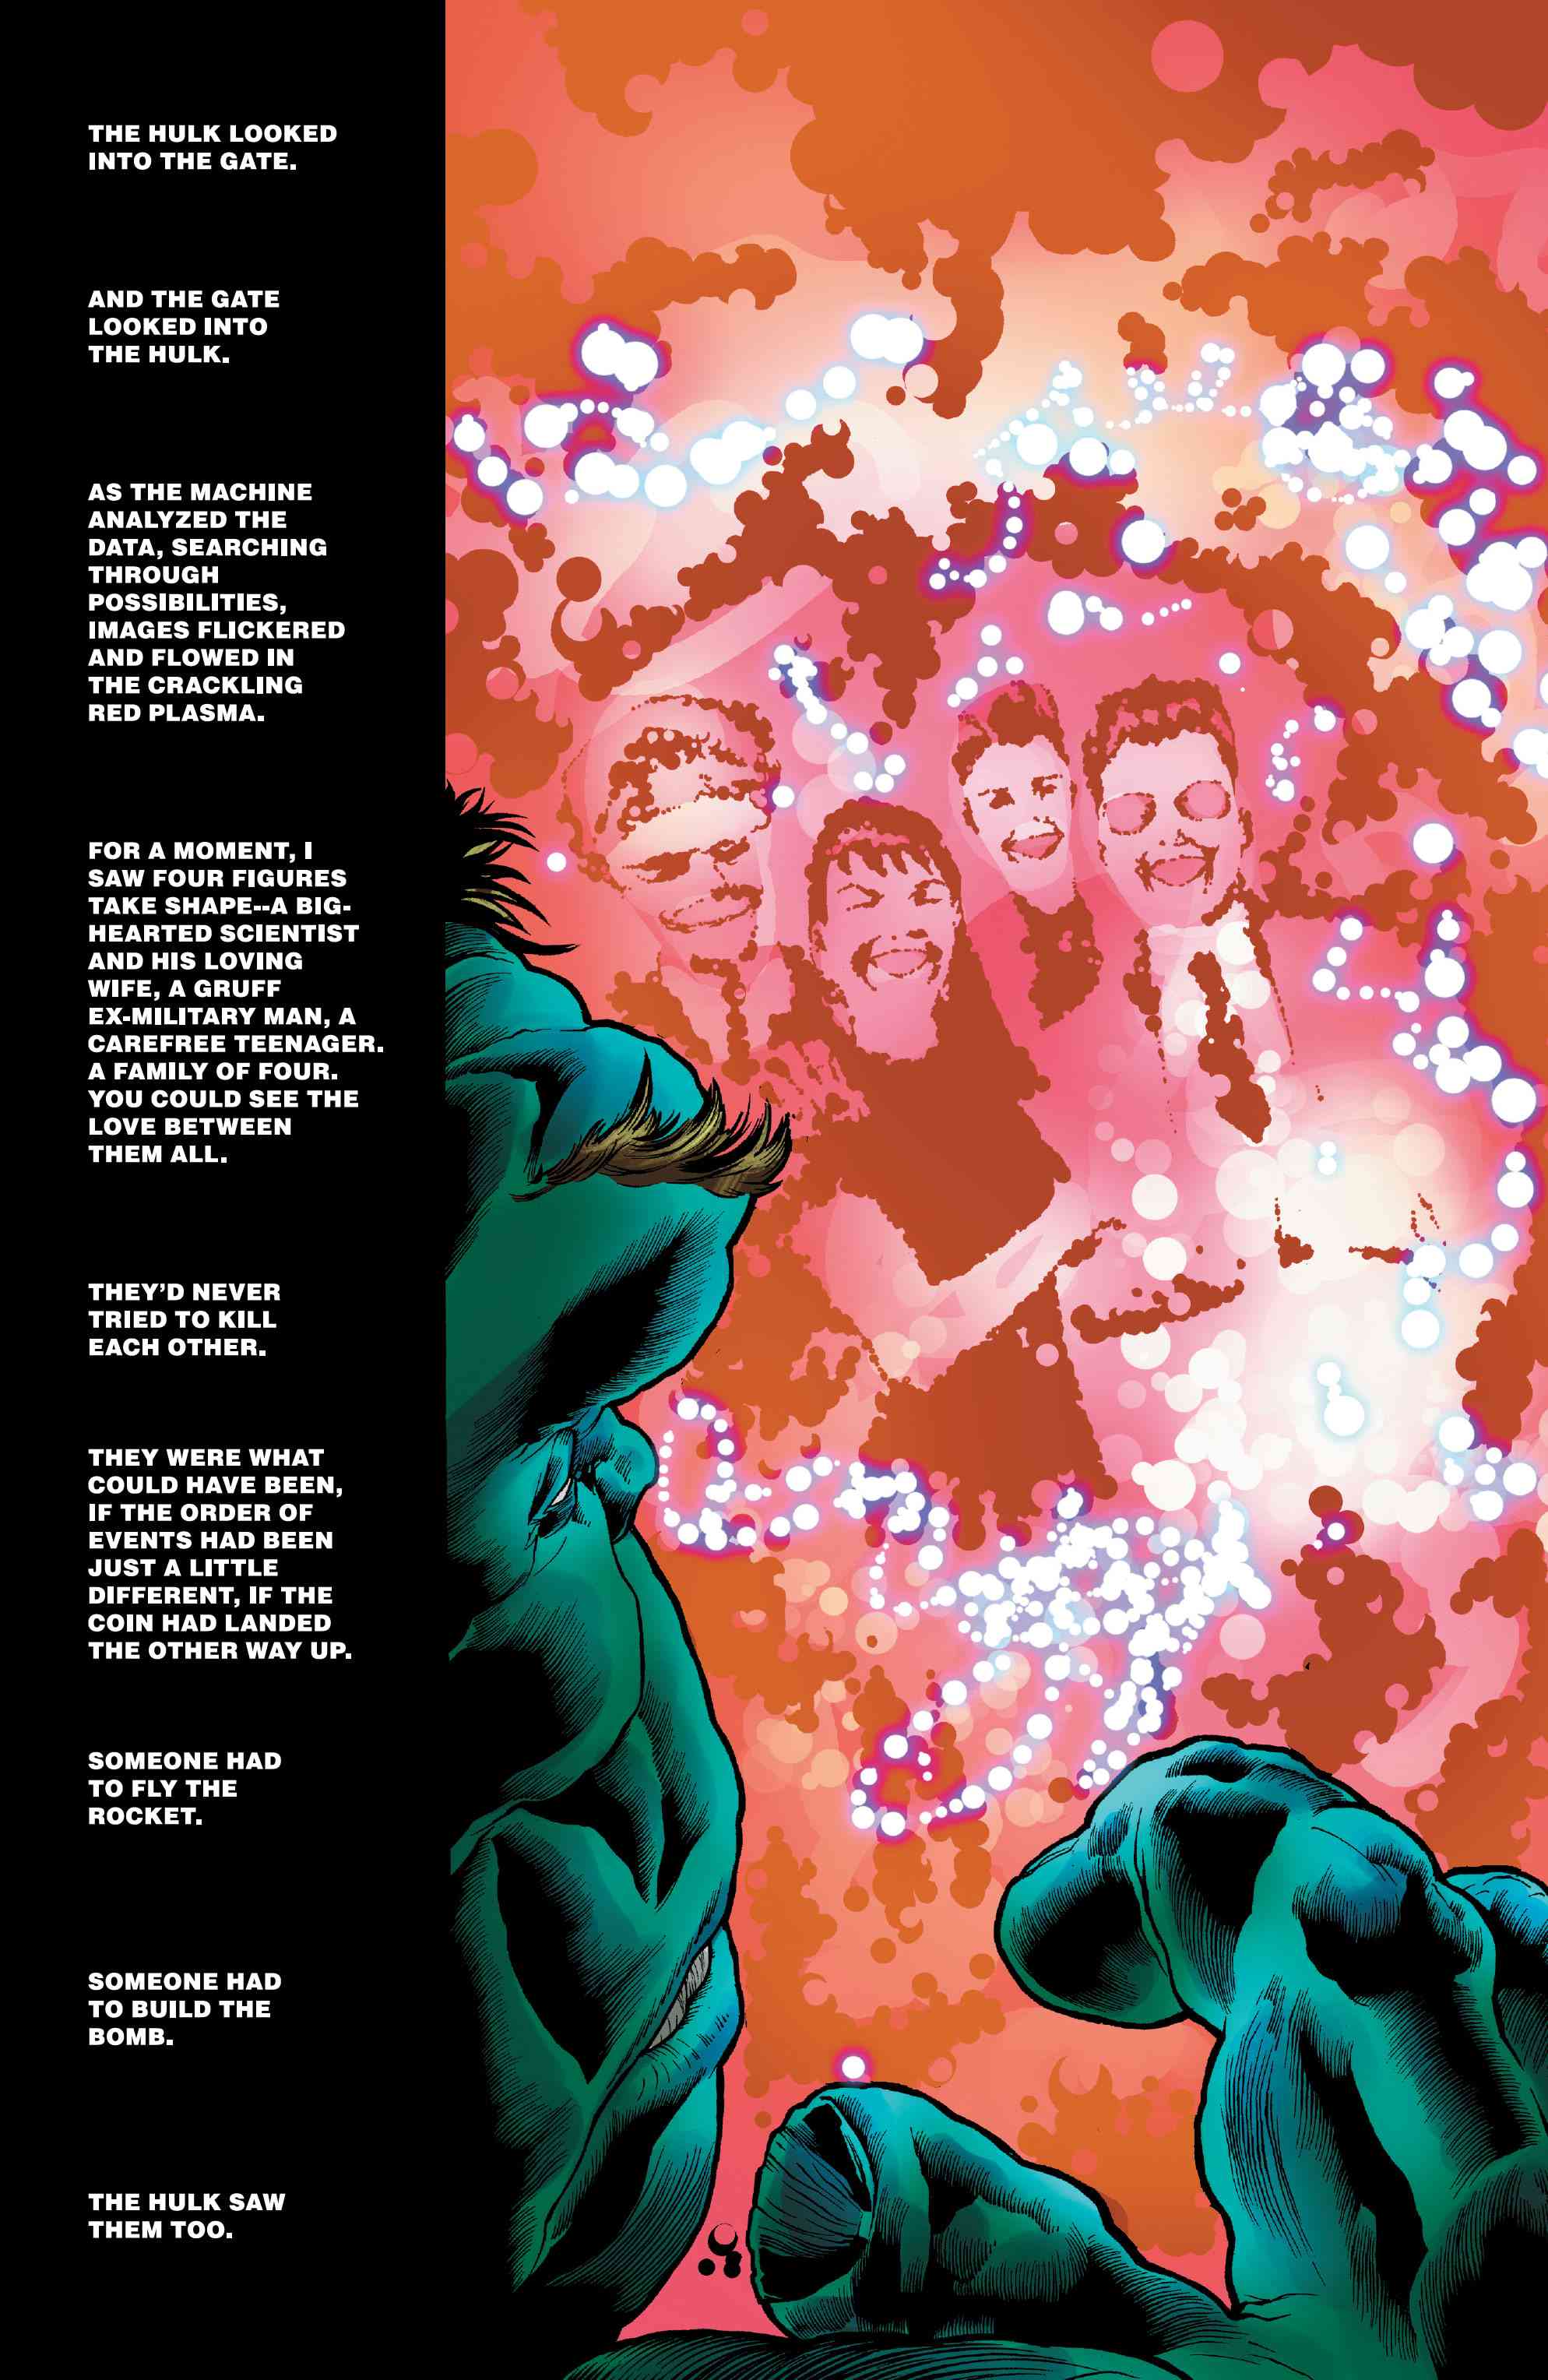 THE HULK LOOKED
INTO THE GATE.
AND THE GATE
LOOKED INTO
THE HULK.
AS THE MACHINE
ANALYZED THE
DATA, SEARCHING
THROUGH
POSSIBILITIES,
IMAGES FLICKERED
AND FLOWED IN
THE CRACKLING
RED PLASMA.
FOR A MOMENT, I
SAW FOUR FIGURES
TAKE SHAPE--A BIG-
HEARTED SCIENTIST
AND HIS LOVING
WIFE, A GRUFF
EX-MILITARY MAN, A
CAREFREE TEENAGER.
A FAMILY OF FOUR.
YOU COULD SEE THE
LOVE BETWEEN
THEM ALL.
THEY'D NEVER
TRIED TO KILL
EACH OTHER.
THEY WERE WHAT
COULD HAVE BEEN,
IF THE ORDER OF
EVENTS HAD BEEN
JUST A LITTLE
DIFFERENT, IF THE
COIN HAD LANDED
THE OTHER WAY UP.
SOMEONE HAD
TO FLY THE
ROCKET.
SOMEONE HAD
TO BUILD THE
BOMB.
THE HULK SAW
THEM TOO.